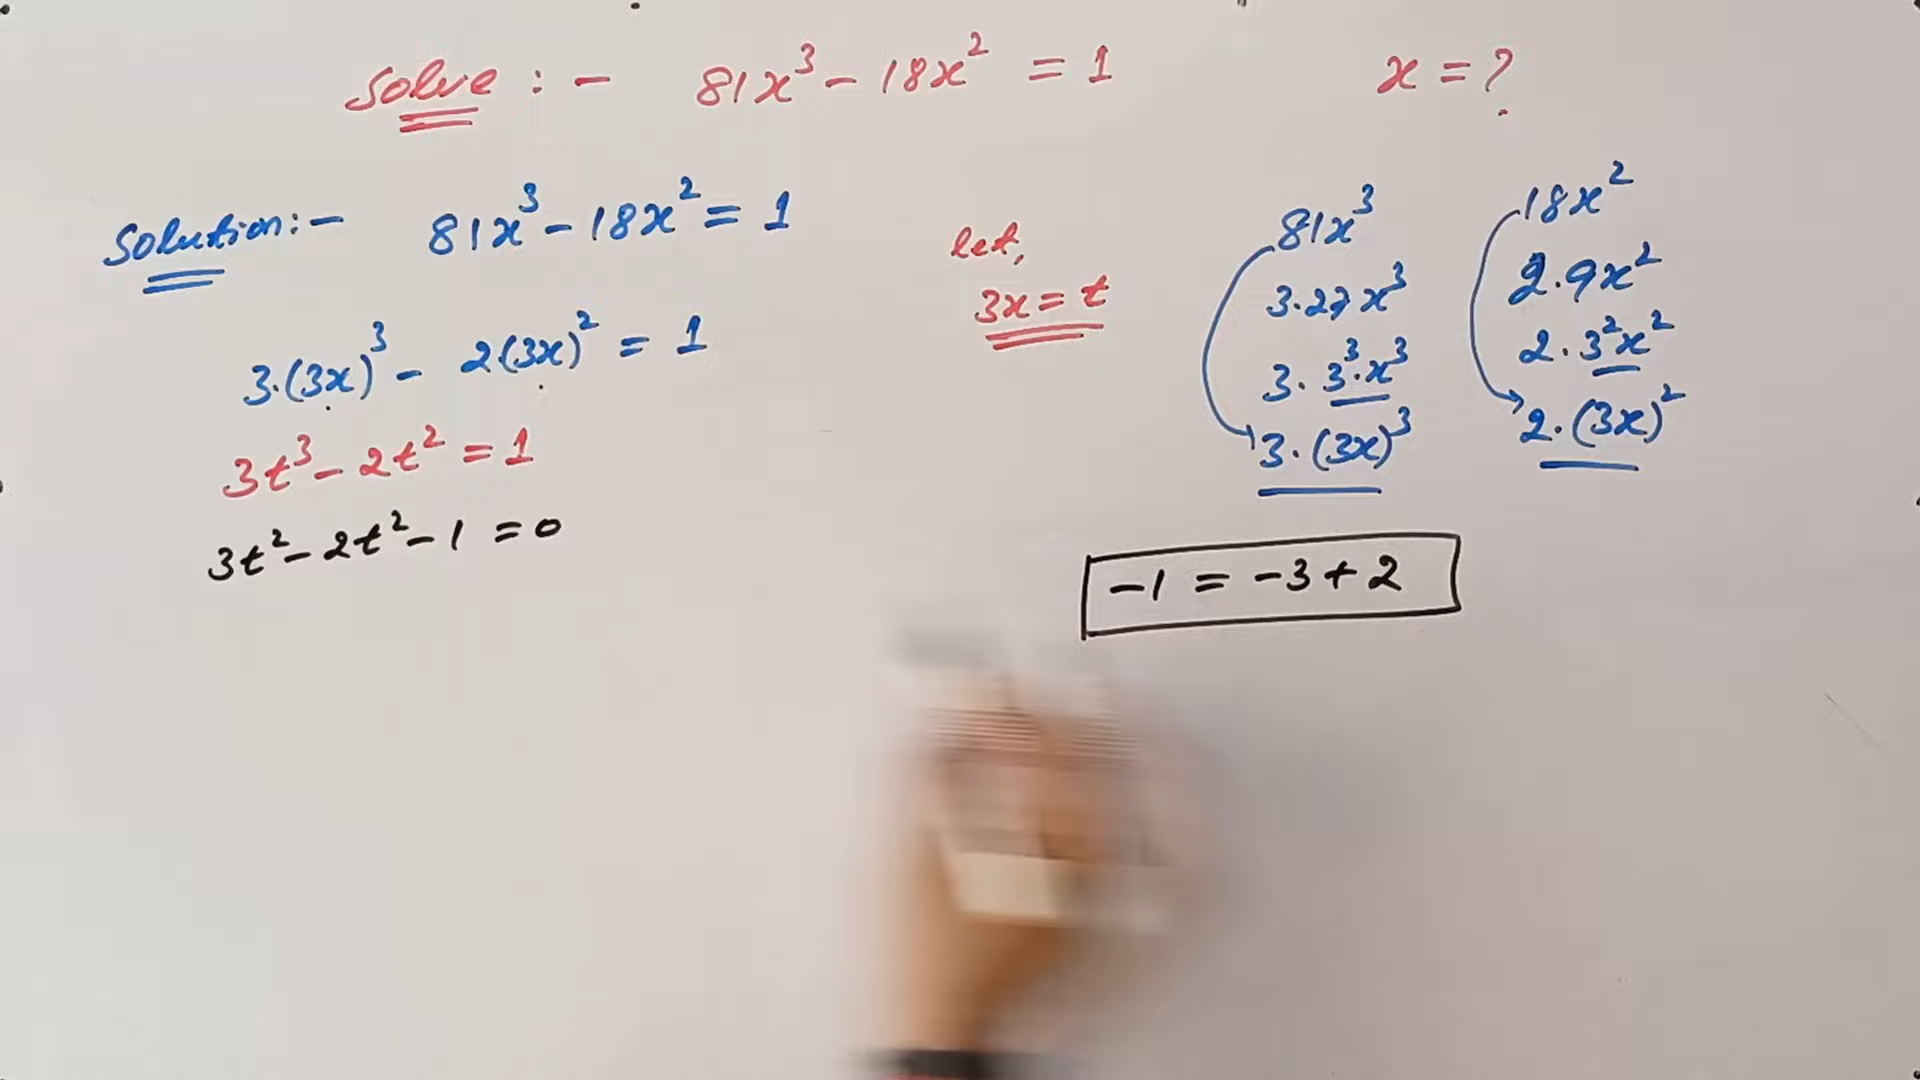 Solve :- 81x³ - 18x² = 1 x = ?
Solution:- 81x³ - 18x² = 1
3.(3x)³ - 2(3x)² = 1
3t³ - 2t² = 1
3t² - 2t² - 1 = 0
let,
3x = t
81x³
3.27x³
3.3³.x³
3.(3x)³
18x²
2.9x²
2.3²x²
2.(3x)²
-1 = -3+2